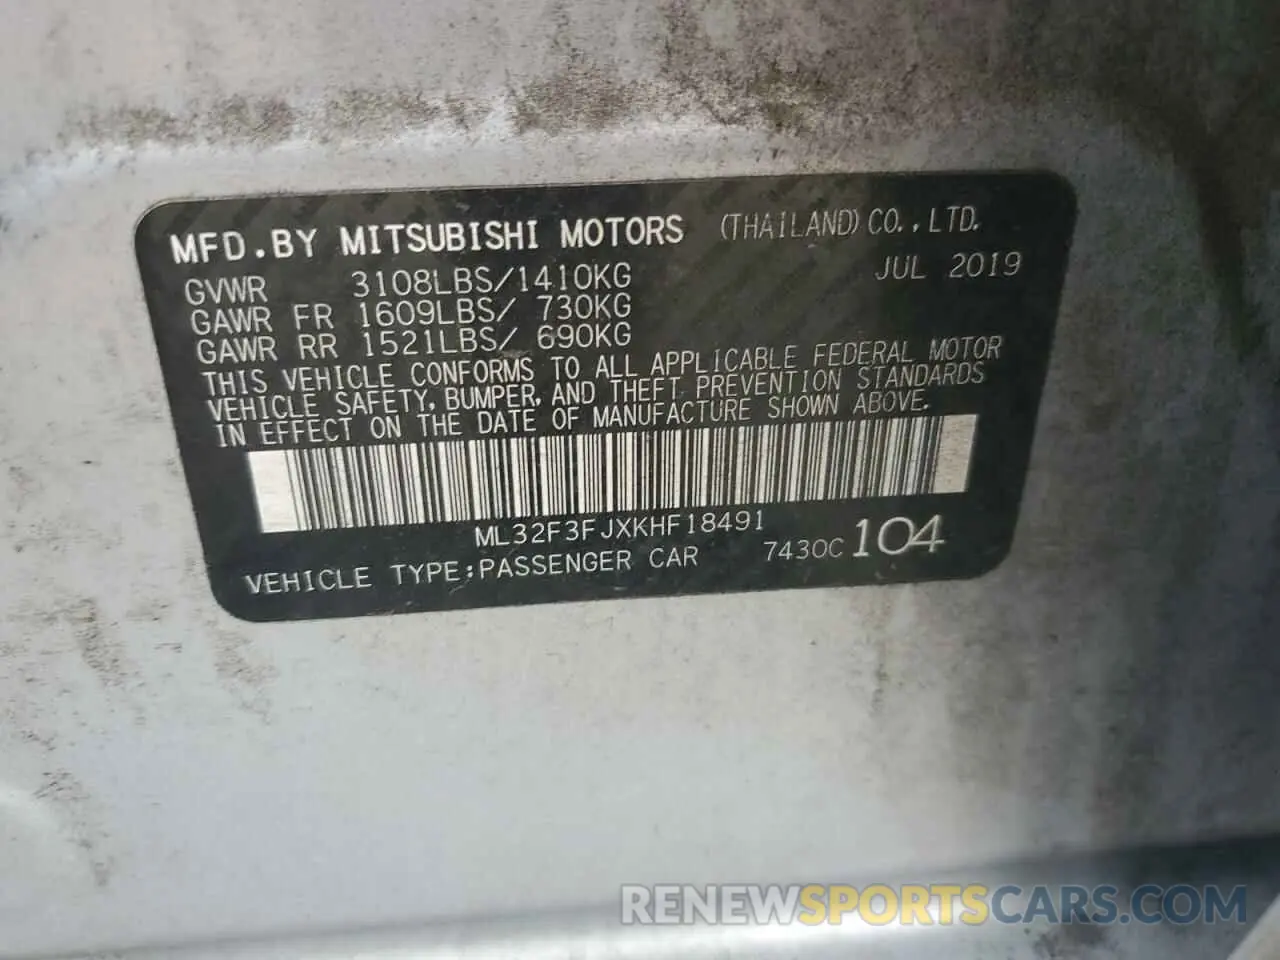 MFD.BY MITSUBISHI MOTORS (THAILAND) CO., LTD.
GVWR 3108LBS/1410KG JUL 2019
GAWR FR 1609LBS/ 730KG
GAWR RR 1521LBS/ 690KG
THIS VEHICLE CONFORMS TO ALL APPLICABLE FEDERAL MOTOR
VEHICLE SAFETY, BUMPER, AND THEFT PREVENTION STANDARDS
IN EFFECT ON THE DATE OF MANUFACTURE SHOWN ABOVE.
ML32F3FJXKHF18491
VEHICLE TYPE:PASSENGER CAR 7430C 104
RENEWSPORTSCARS.COM